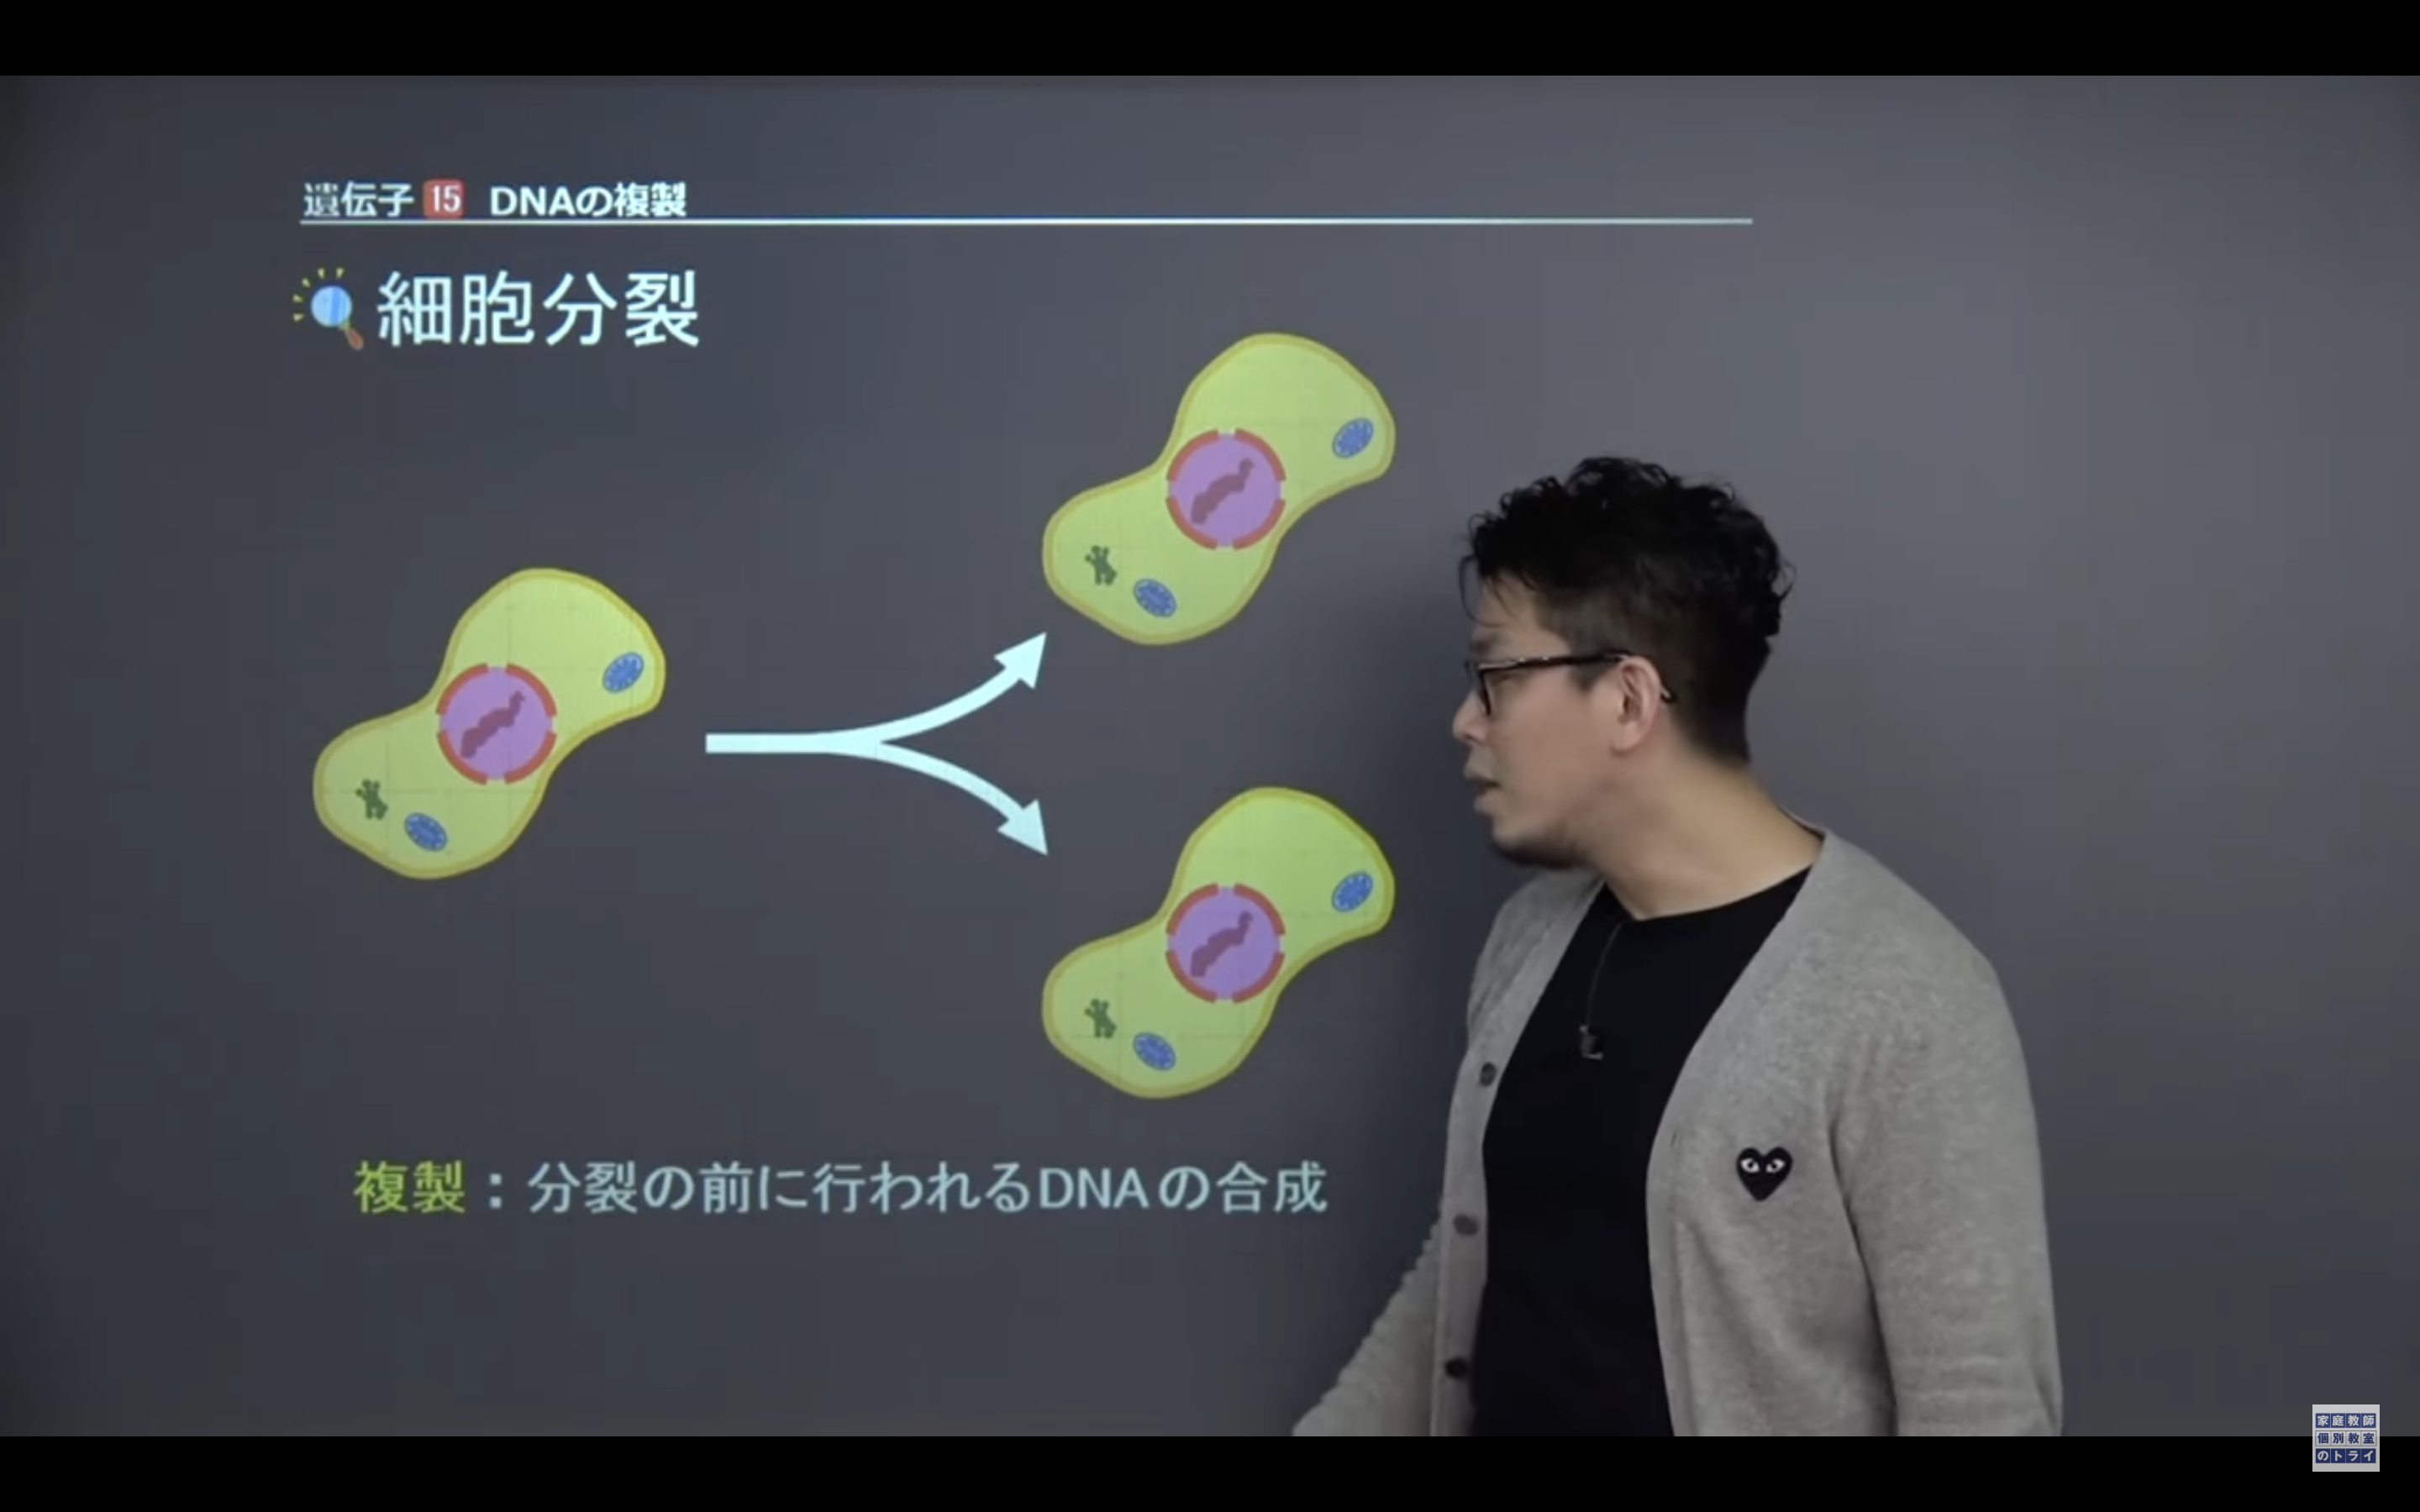 遺伝子 15 DNAの複製
細胞分裂
複製：分裂の前に行われるDNAの合成
家庭教師
個別教室
のトライ